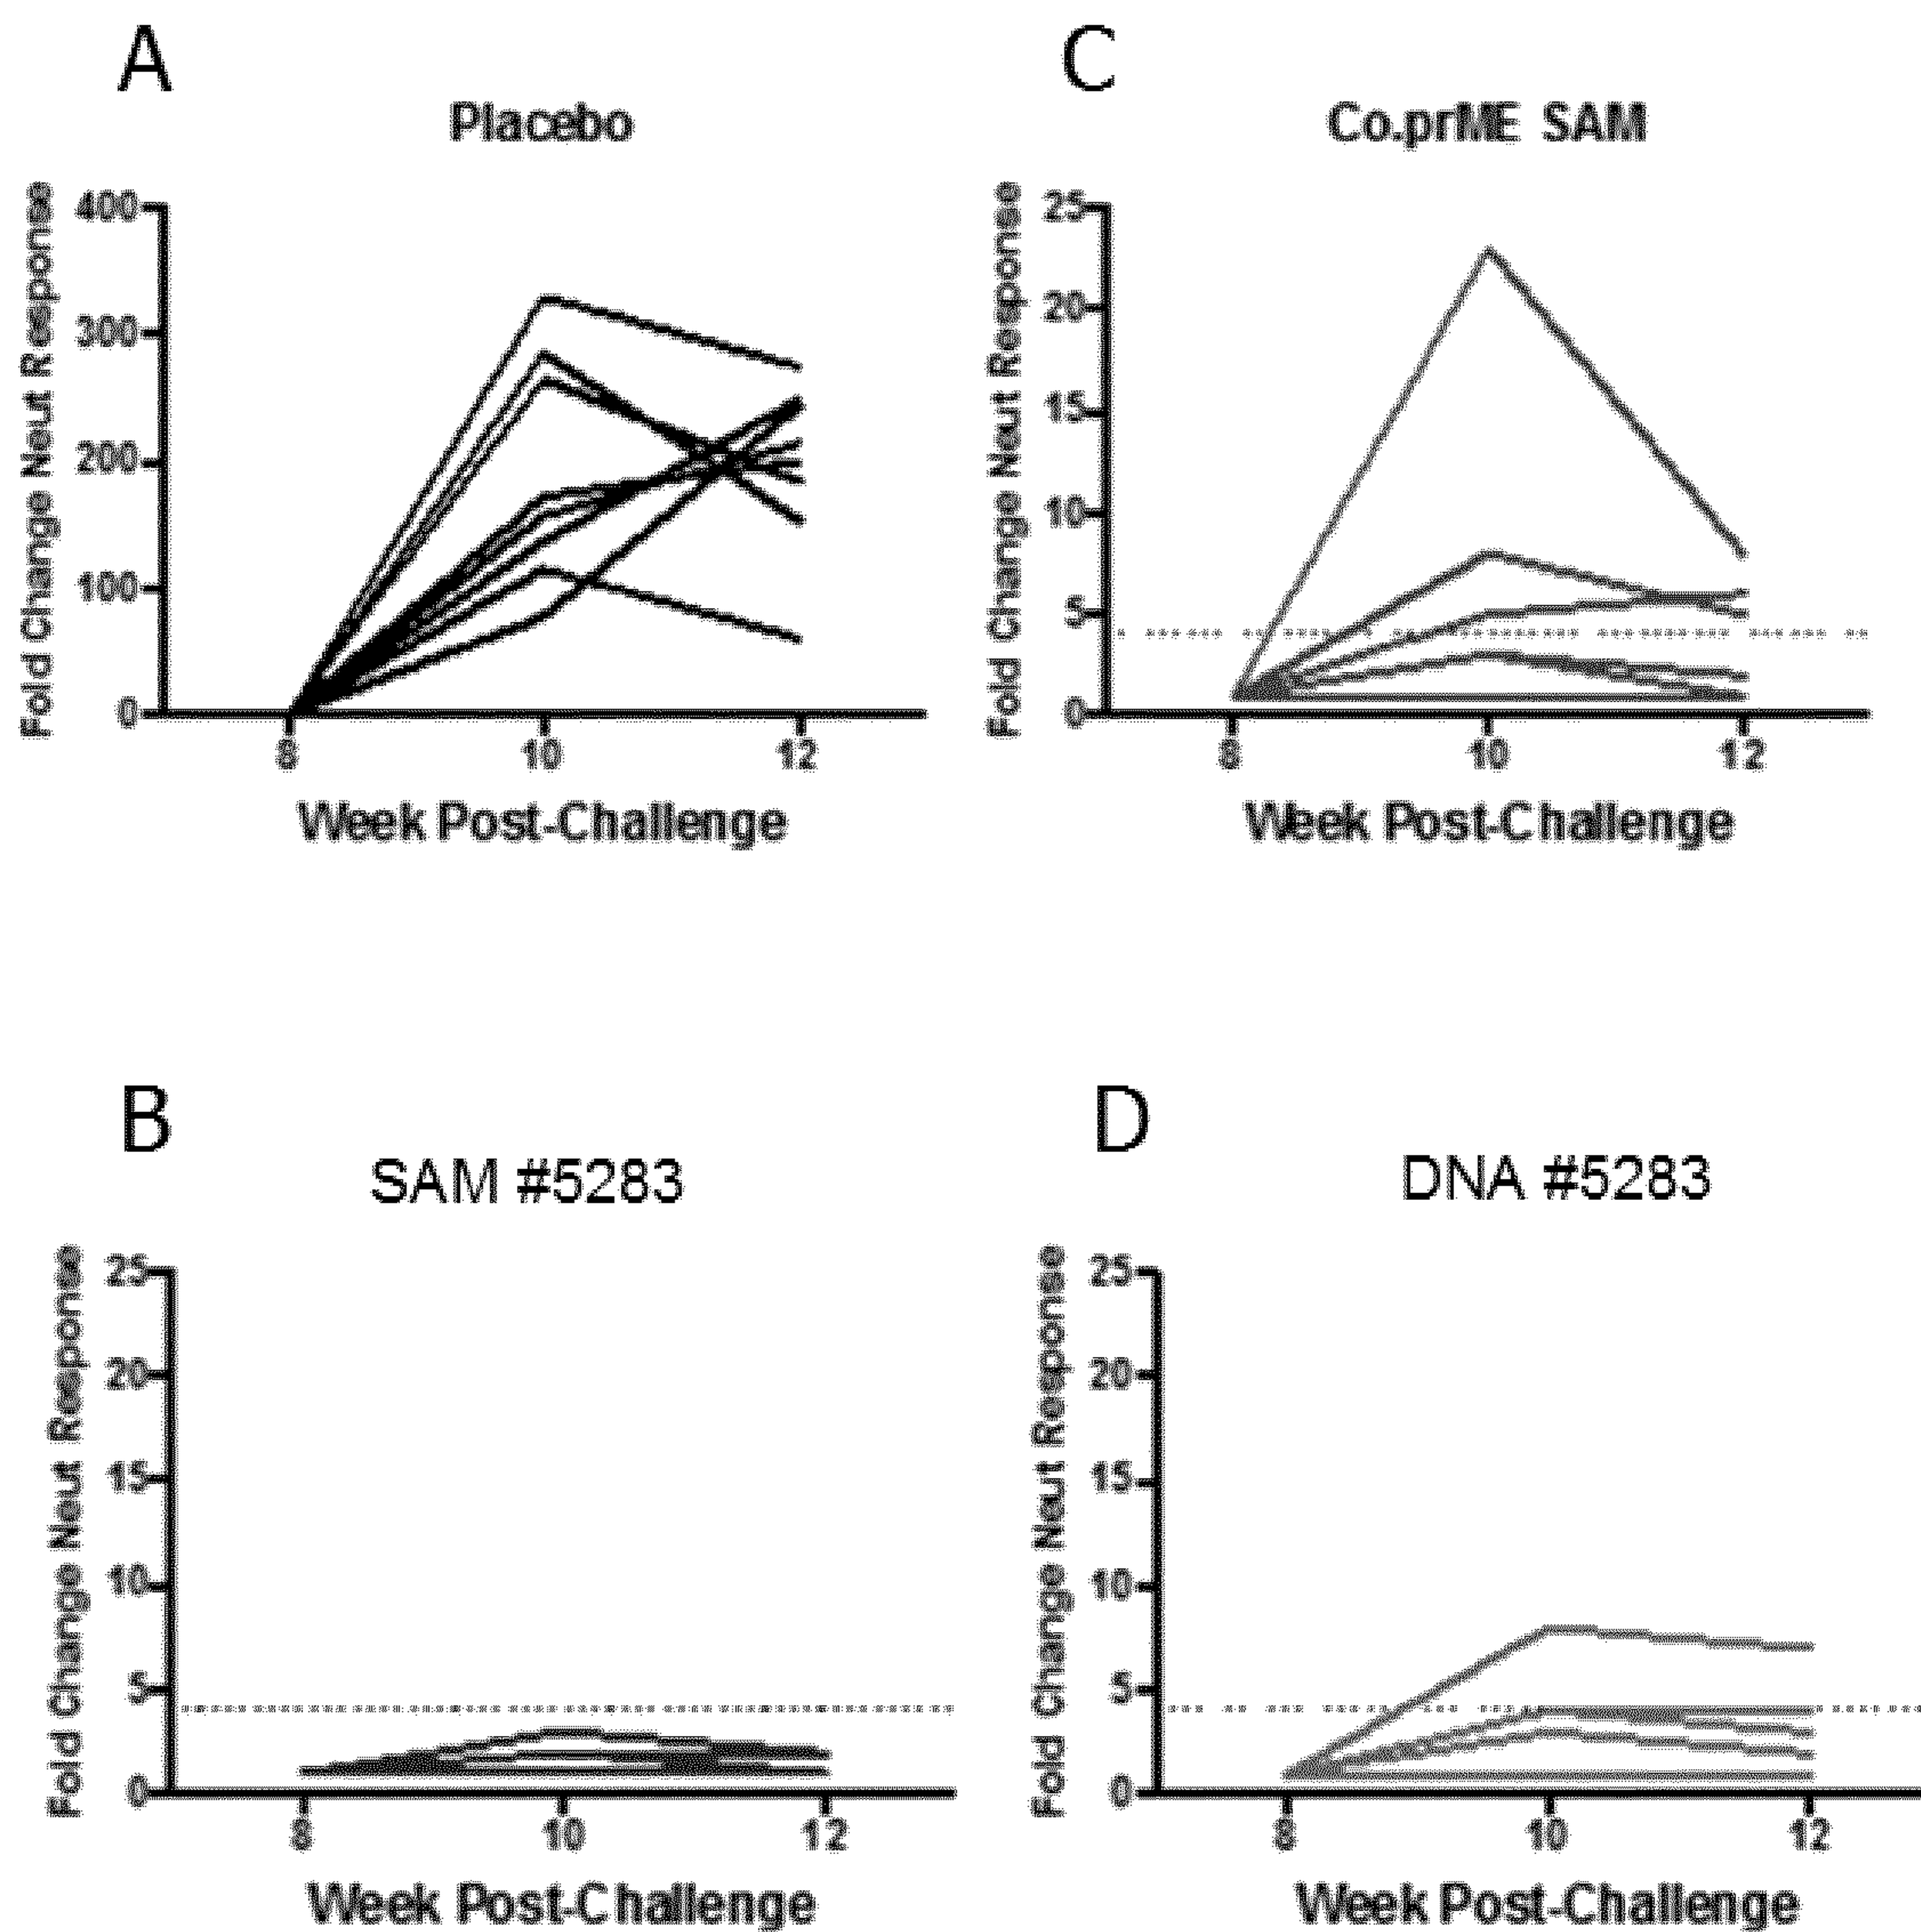 A
Placebo
Fold Change Neut Response
400
300
200
100
0
8
10
12
Week Post-Challenge
C
Co.prME SAM
Fold Change Neut Response
25
20
15
10
5
0
8
10
12
Week Post-Challenge
B
SAM #5283
Fold Change Neut Response
25
20
15
10
5
0
8
10
12
Week Post-Challenge
D
DNA #5283
Fold Change Neut Response
25
20
15
10
5
0
8
10
12
Week Post-Challenge